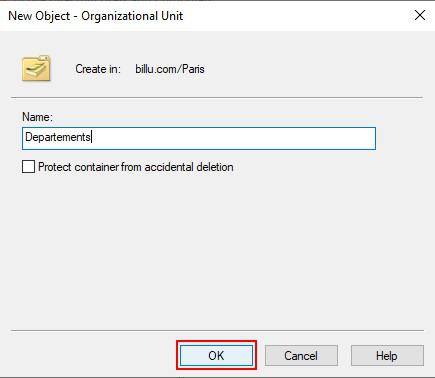 New Object - Organizational Unit
Create in: billu.com/Paris
Name:
Departements
Protect container from accidental deletion
OK Cancel Help